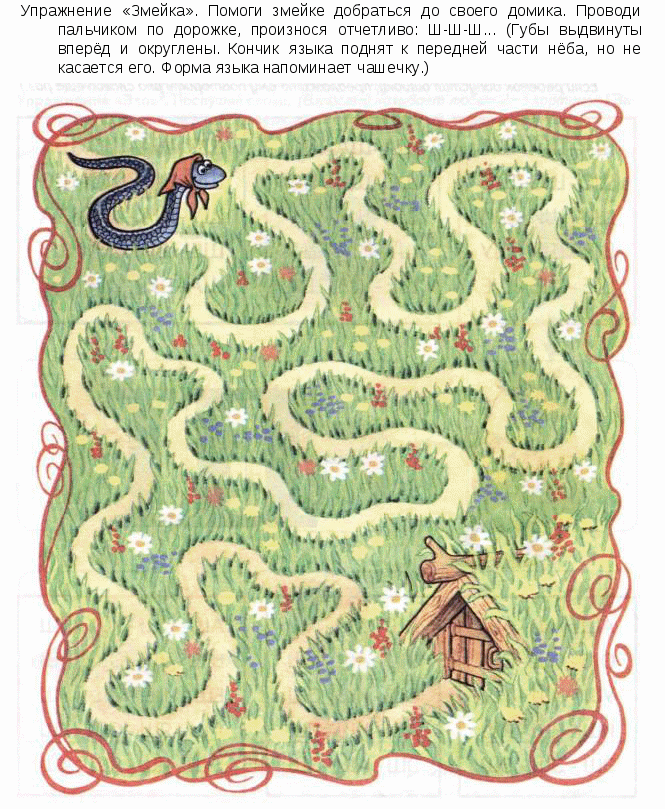 Упражнение «Змейка». Помоги змейке добраться до своего домика. Проводи
пальчиком по дорожке, произнося отчетливо: Ш-Ш-Ш... (Губы выдвинуты
вперёд и округлены. Кончик языка поднят к передней части нёба, но не
касается его. Форма языка напоминает чашечку.)